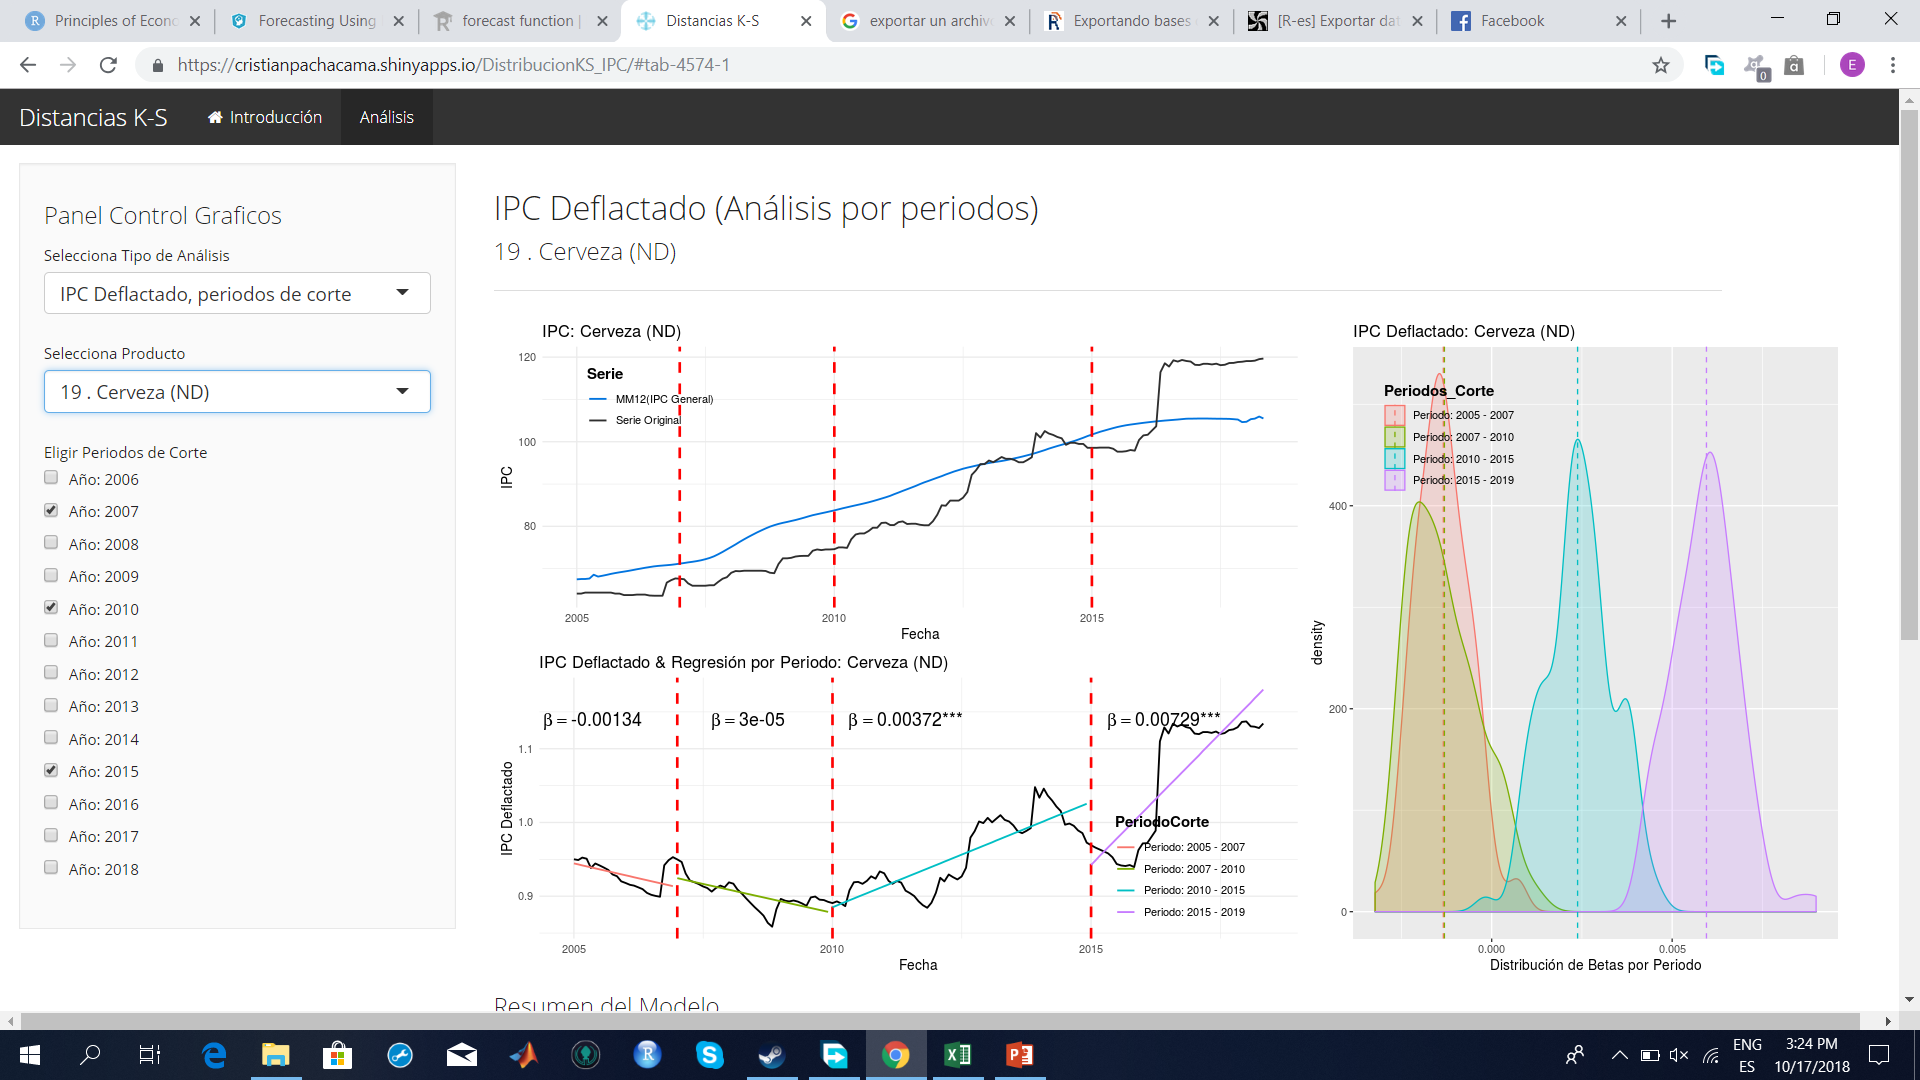 Principles of Econo
Forecasting Using
forecast function |
Distancias K-S
exportar un archivo
Exportando bases
[R-es] Exportar dat
Facebook
https://cristianpachacama.shinyapps.io/DistribucionKS_IPC/#tab-4574-1
0
E
Distancias K-S
Introducción
Análisis
Panel Control Graficos
Selecciona Tipo de Análisis
IPC Deflactado, periodos de corte
Selecciona Producto
19 . Cerveza (ND)
Eligir Periodos de Corte
Año: 2006
Año: 2007
Año: 2008
Año: 2009
Año: 2010
Año: 2011
Año: 2012
Año: 2013
Año: 2014
Año: 2015
Año: 2016
Año: 2017
Año: 2018
IPC Deflactado (Análisis por periodos)
19 . Cerveza (ND)
IPC: Cerveza (ND)
120
100
80
IPC
Serie
MM12(IPC General)
Serie Original
2005
2010
2015
Fecha
IPC Deflactado & Regresión por Periodo: Cerveza (ND)
β = -0.00134
β = 3e-05
β = 0.00372***
β = 0.00729***
1.1
1.0
0.9
IPC Deflactado
PeriodoCorte
Periodo: 2005 - 2007
Periodo: 2007 - 2010
Periodo: 2010 - 2015
Periodo: 2015 - 2019
2005
2010
2015
Fecha
IPC Deflactado: Cerveza (ND)
Periodos_Corte
Periodo: 2005 - 2007
Periodo: 2007 - 2010
Periodo: 2010 - 2015
Periodo: 2015 - 2019
400
200
0
density
0.000
0.005
Distribución de Betas por Periodo
Resumen del Modelo
ENG
ES
3:24 PM
10/17/2018